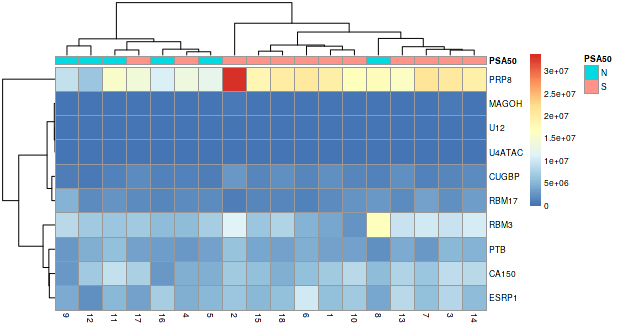 PSA50
PRP8
MAGOH
U12
U4ATAC
CUGBP
RBM17
RBM3
PTB
CA150
ESRP1
9 12 11 17 16 4 5 2 15 18 6 1 10 8 13 7 3 14
3e+07
2.5e+07
2e+07
1.5e+07
1e+07
5e+06
0
PSA50
N
S